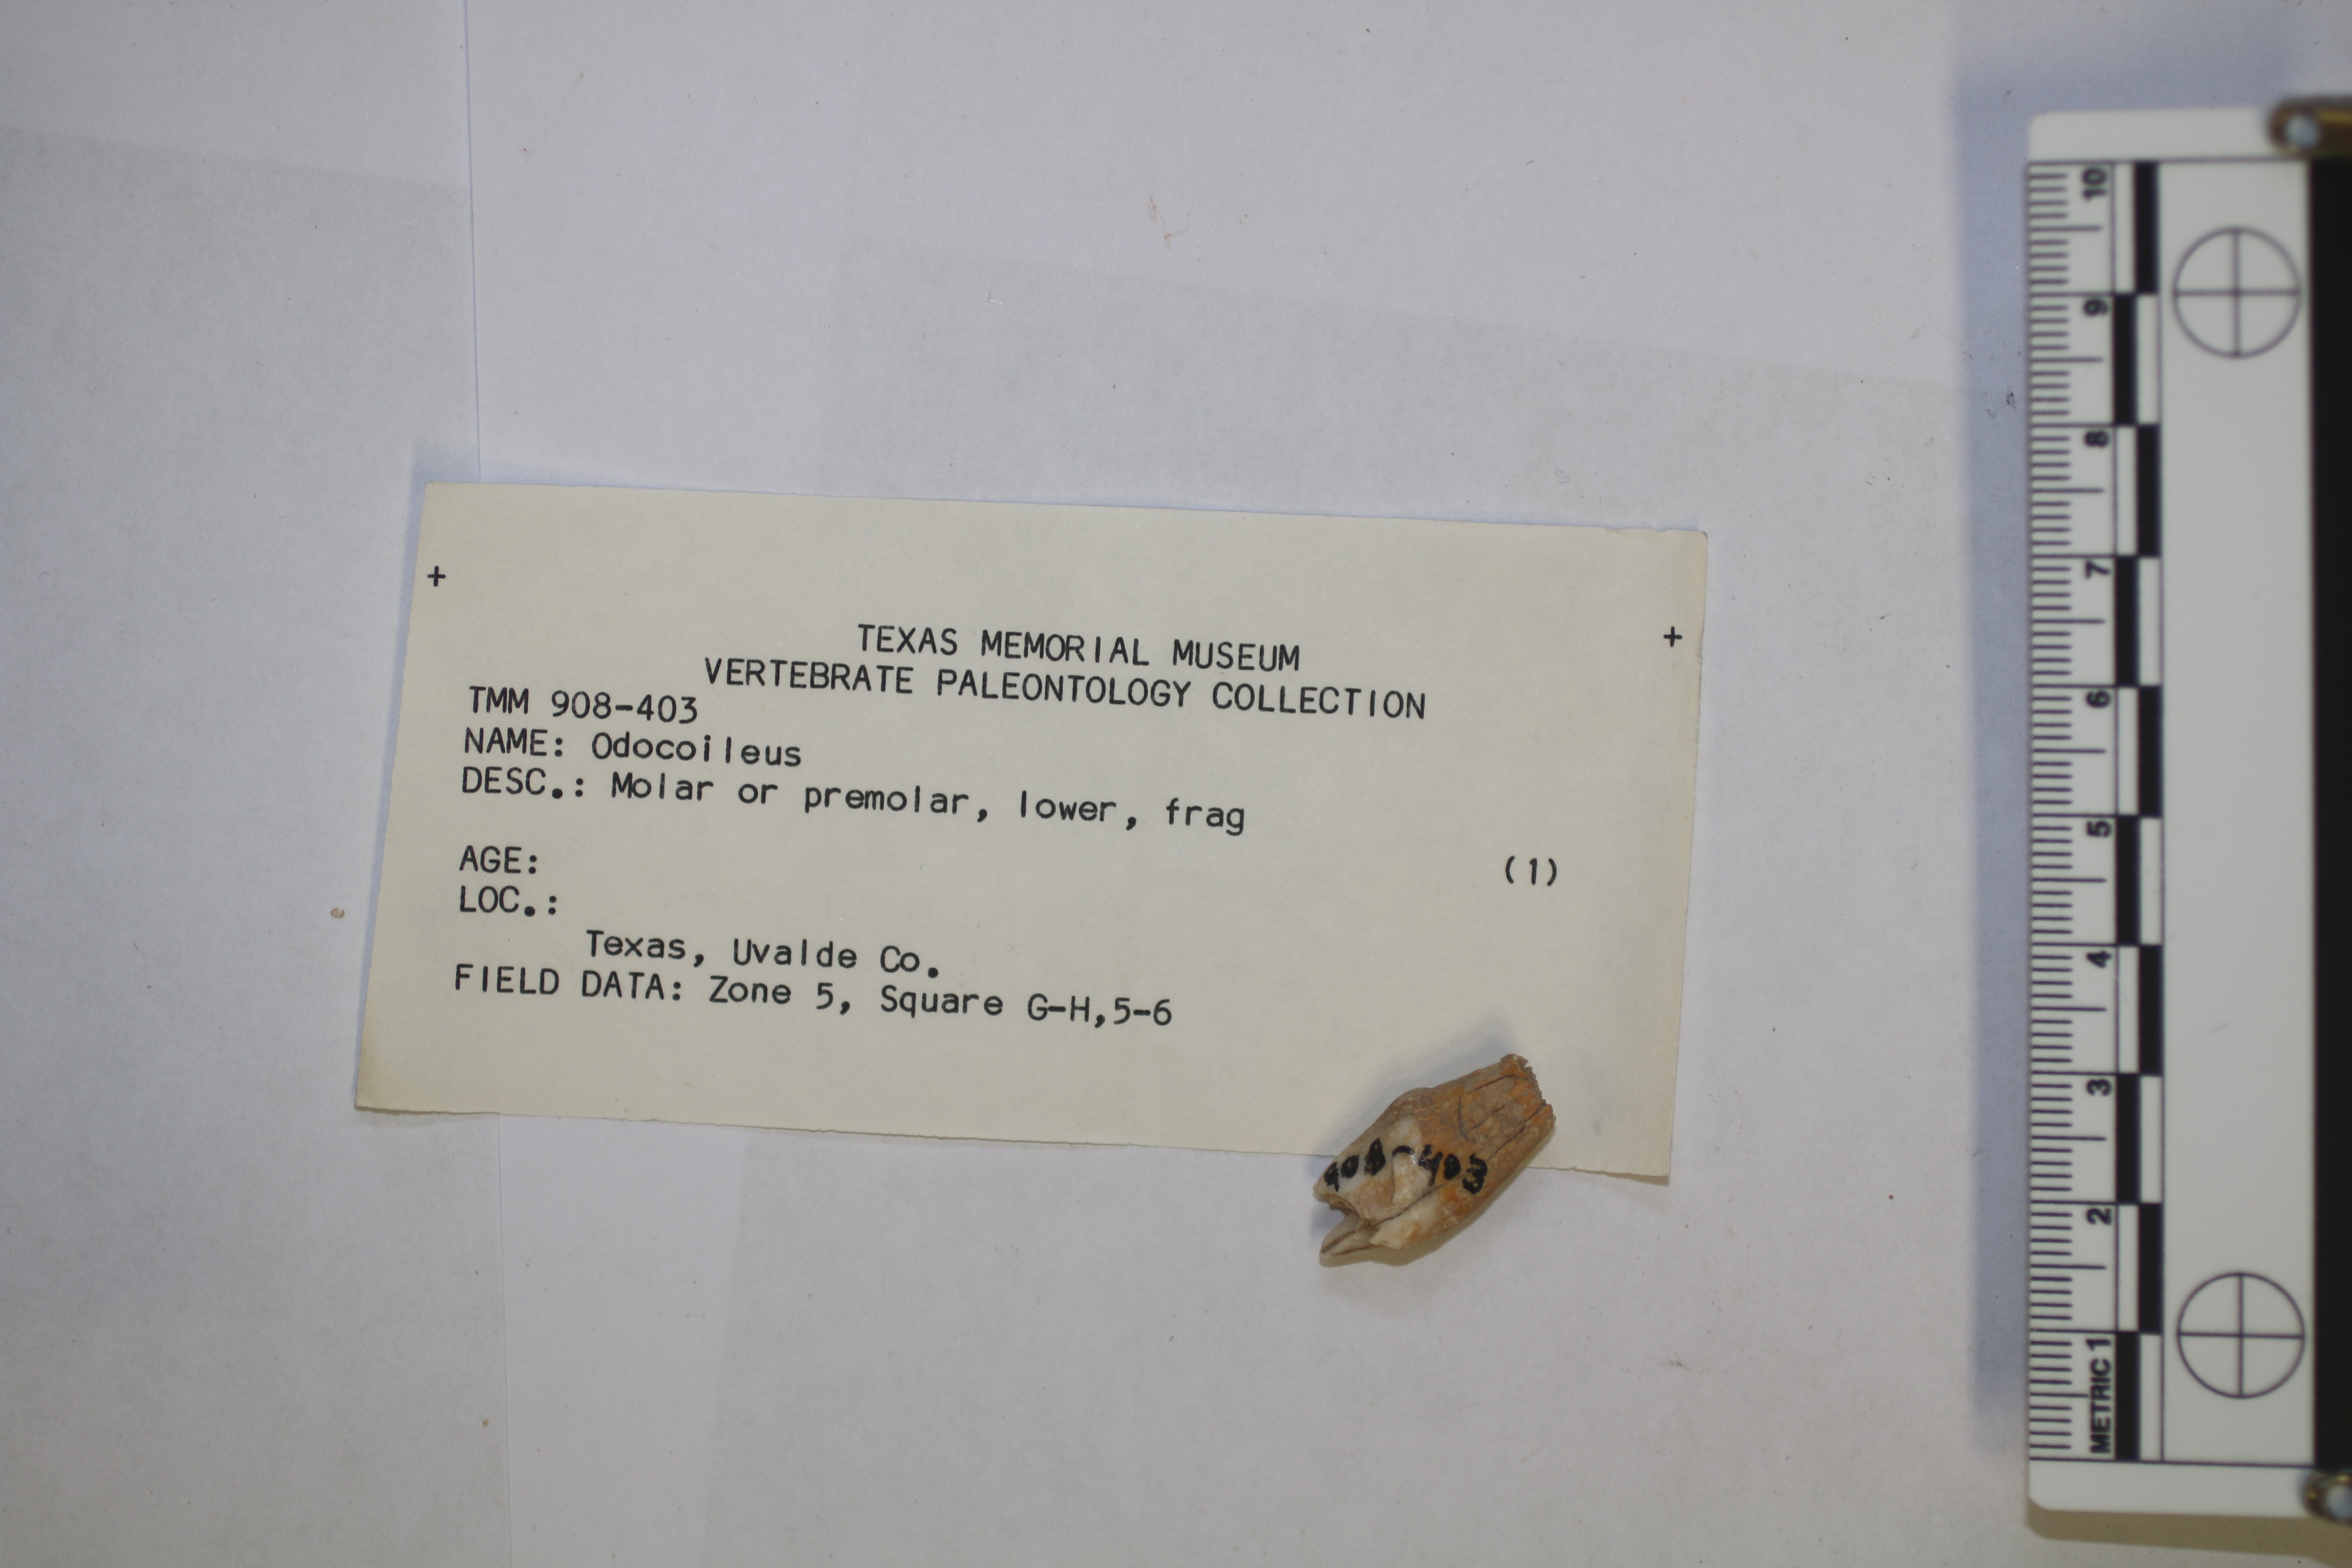 +
+
TEXAS MEMORIAL MUSEUM
VERTEBRATE PALEONTOLOGY COLLECTION
TMM 908-403
NAME: Odocoileus
DESC.: Molar or premolar, lower, frag
AGE:
(1)
LOC.:
Texas, Uvalde Co.
FIELD DATA: Zone 5, Square G-H,5-6
908-403
10
9
8
7
6
5
4
3
2
METRIC 1